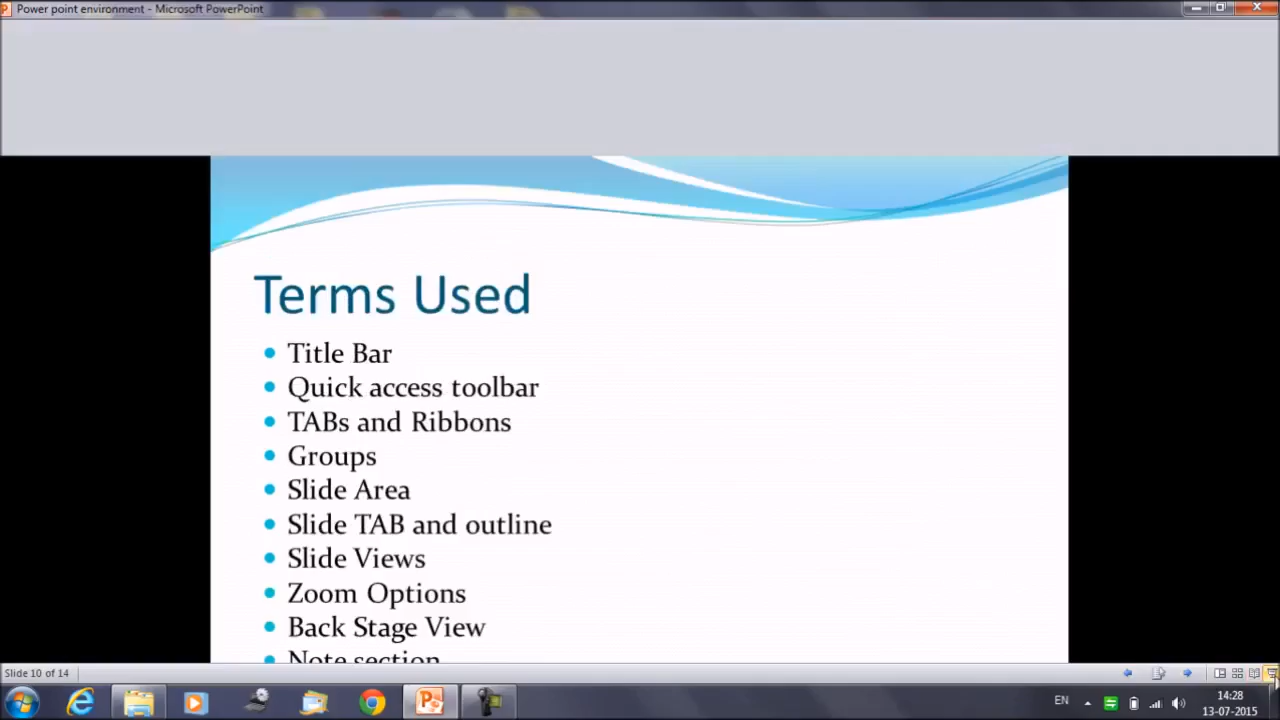 Power point environment - Microsoft PowerPoint
Terms Used
Title Bar
Quick access toolbar
TABs and Ribbons
Groups
Slide Area
Slide TAB and outline
Slide Views
Zoom Options
Back Stage View
Note section
Slide 10 of 14
EN
14:28
13-07-2015